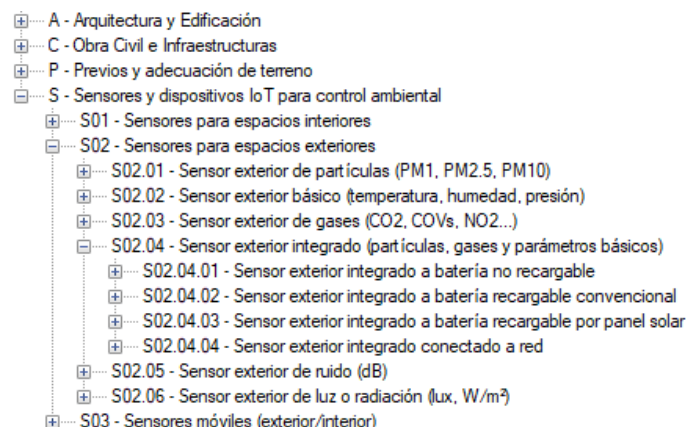 A - Arquitectura y Edificación
C - Obra Civil e Infraestructuras
P - Previos y adecuación de terreno
S - Sensores y dispositivos IoT para control ambiental
S01 - Sensores para espacios interiores
S02 - Sensores para espacios exteriores
S02.01 - Sensor exterior de partículas (PM1, PM2.5, PM10)
S02.02 - Sensor exterior básico (temperatura, humedad, presión)
S02.03 - Sensor exterior de gases (CO2, COVs, NO2...)
S02.04 - Sensor exterior integrado (partículas, gases y parámetros básicos)
S02.04.01 - Sensor exterior integrado a batería no recargable
S02.04.02 - Sensor exterior integrado a batería recargable convencional
S02.04.03 - Sensor exterior integrado a batería recargable por panel solar
S02.04.04 - Sensor exterior integrado conectado a red
S02.05 - Sensor exterior de ruido (dB)
S02.06 - Sensor exterior de luz o radiación (lux, W/m²)
S03 - Sensores móviles (exterior/interior)